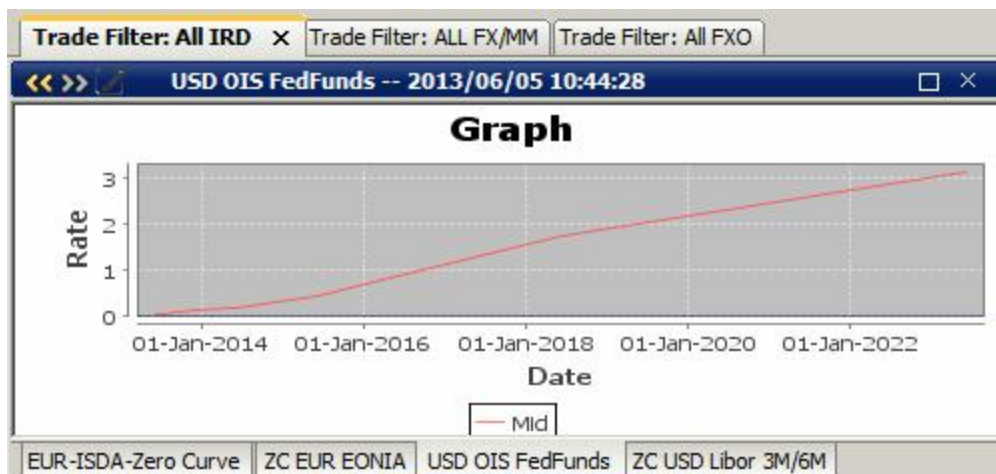 Trade Filter: All IRD × Trade Filter: ALL FX/MM Trade Filter: All FXO
USD OIS FedFunds -- 2013/06/05 10:44:28
Graph
3
2
1
0
Rate
01-Jan-2014 01-Jan-2016 01-Jan-2018 01-Jan-2020 01-Jan-2022
Date
Mid
EUR-ISDA-Zero Curve ZC EUR EONIA USD OIS FedFunds ZC USD Libor 3M/6M